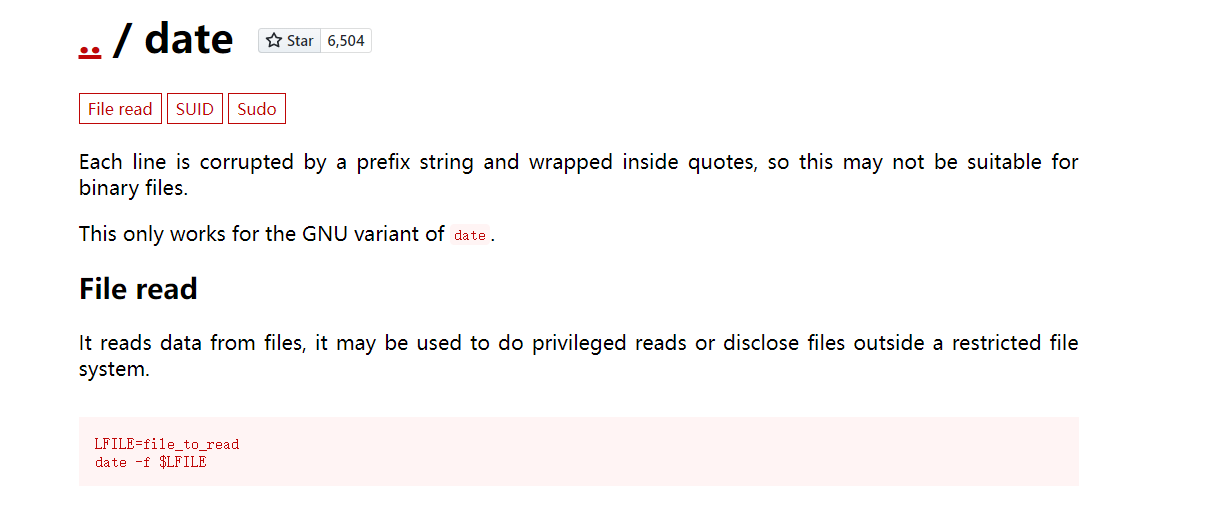 .. / date Star 6,504
File read SUID Sudo
Each line is corrupted by a prefix string and wrapped inside quotes, so this may not be suitable for
binary files.
This only works for the GNU variant of date.
File read
It reads data from files, it may be used to do privileged reads or disclose files outside a restricted file
system.
LFILE=file_to_read
date -f $LFILE